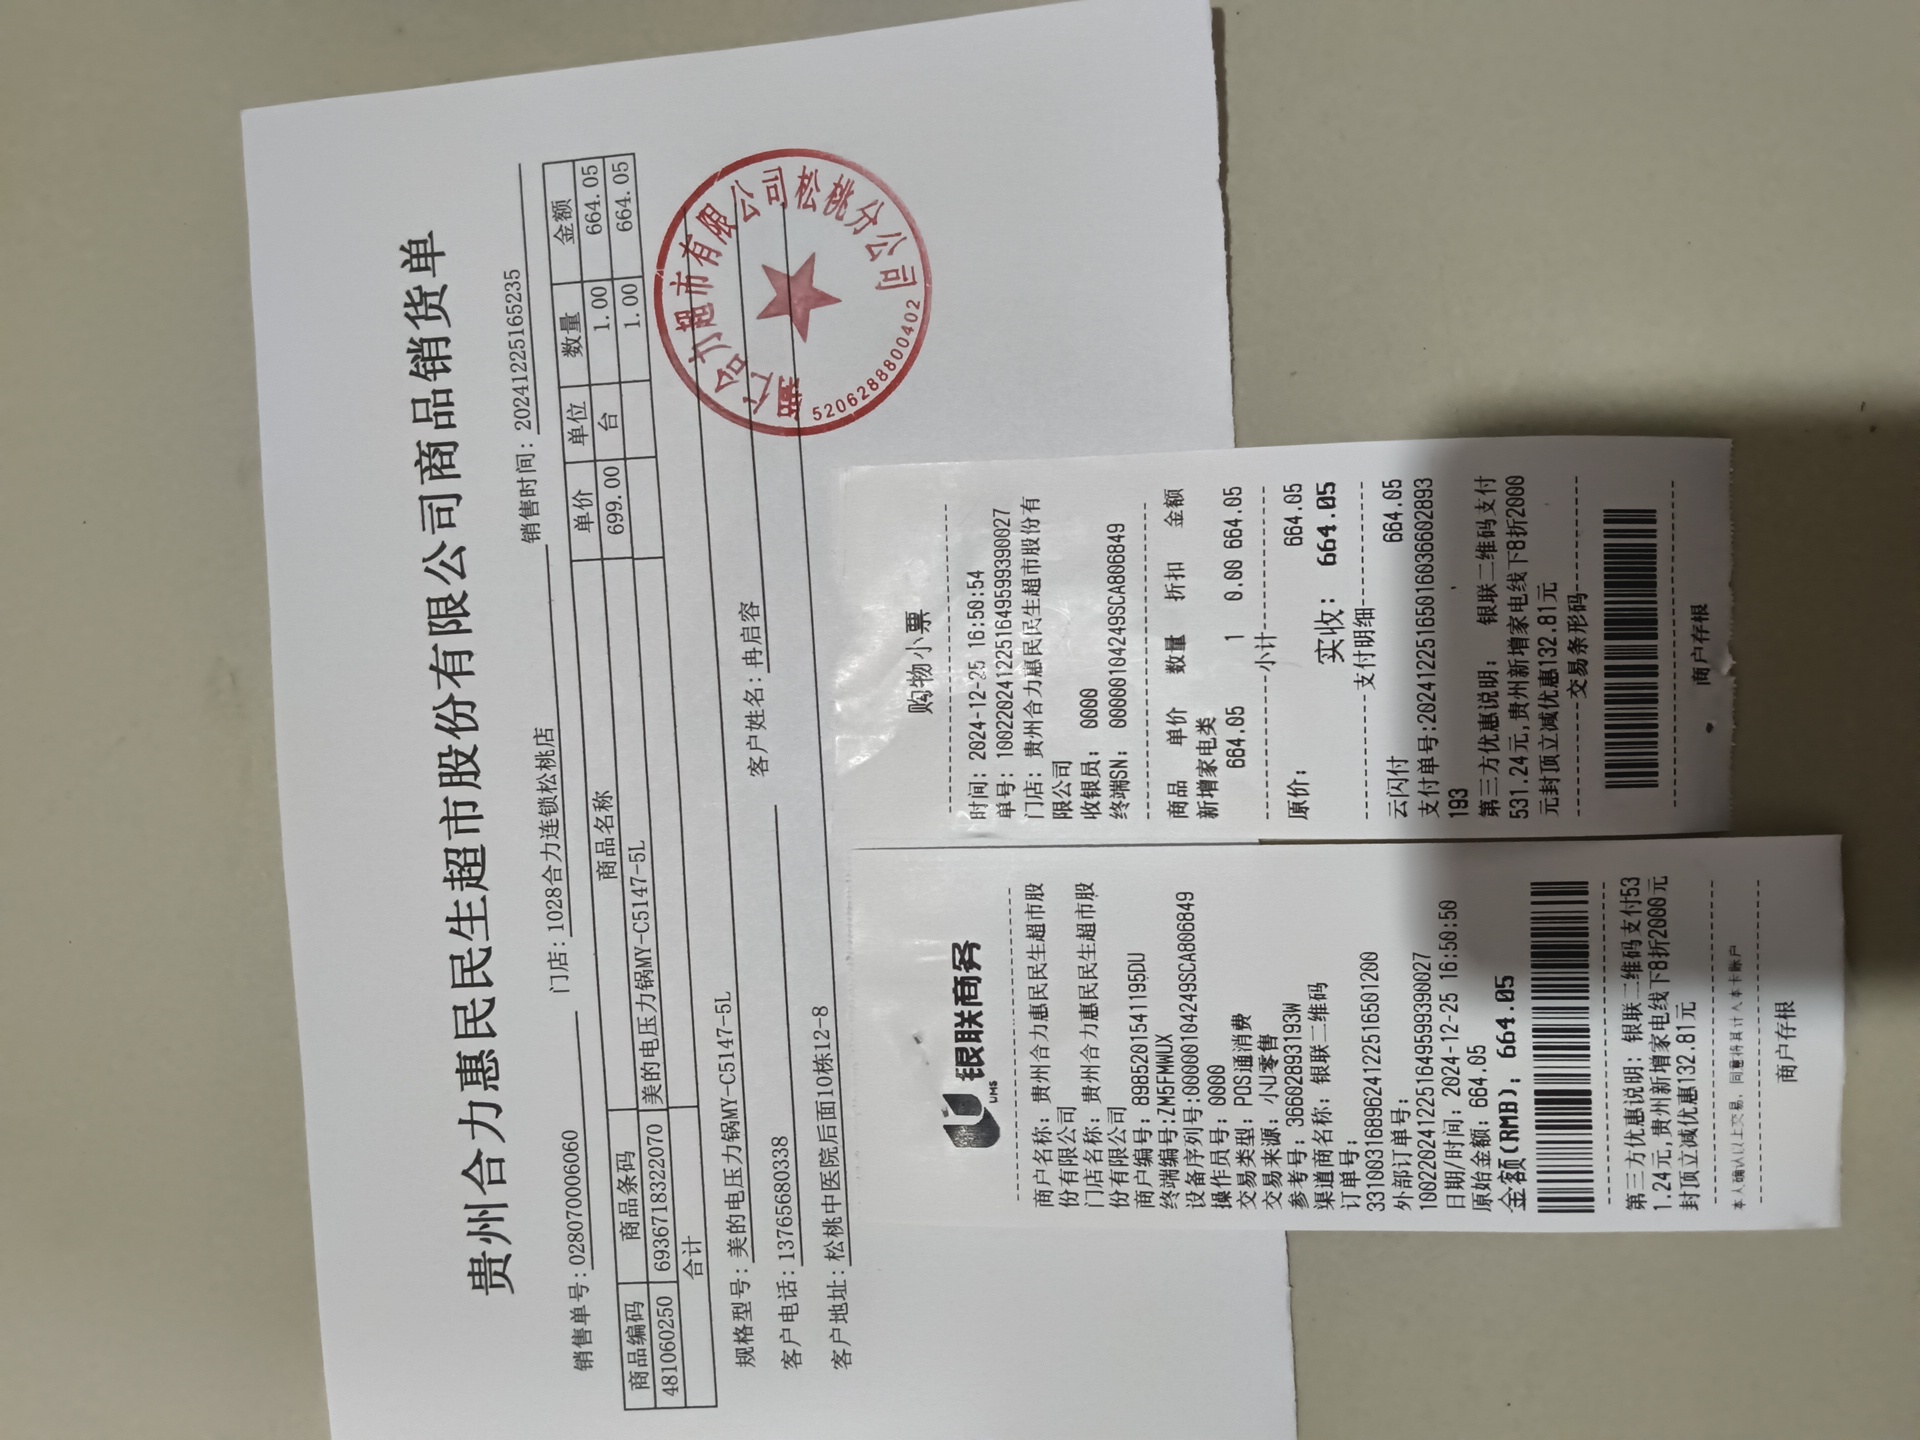 贵州合力惠民民生超市股份有限公司商品销货单
销售单号:028070006060 门店:1028合力连锁松桃店 销售时间:20241225165235
商品编码 商品条码 商品名称 单价 单位 数量 金额
481060250 6936718322070 美的电压力锅MY-C5147-5L 699.00 台 1.00 664.05
合计 1.00 664.05
规格型号:美的电压力锅MY-C5147-5L
客户电话:13765680338 客户姓名:冉启容
客户地址:松桃中医院后面10栋12-8
合力超市有限公司松桃分公司
5206288800402
银联商务
UMS
商户名称: 贵州合力惠民民生超市股
份有限公司
门店名称: 贵州合力惠民民生超市股
份有限公司
商户编号: 89852015411195DU
终端编号:ZM5FMWUX
设备序列号:00000104249SCA806849
操作员号: 0000
交易类型: POS通消费
交易来源: 小U零售
参考号: 36602893193W
渠道商名称: 银联二维码
订单号:
33100316896241225165012​00
外部订单号:
10022024122516495993900​27
日期/时间: 2024-12-25 16:50:50
原始金额: 664.05
金额(RMB): 664.05
第三方优惠说明: 银联二维码支付53
1.24元,贵州新增家电线下8折2000元
封顶立减优惠132.81元
本人确认以上交易,同意将其计入本卡账户
商户存根
购物小票
时间: 2024-12-25 16:50:54
单号: 1002202412251649599390027
门店: 贵州合力惠民民生超市股份有
限公司
收银员: 0000
终端SN: 00000104249SCA806849
商品 单价 数量 折扣 金额
新增家电类
664.05 1 0.00 664.05
小计
原价: 664.05
实收: 664.05
支付明细
云闪付 664.05
支付单号:20241225165016036602893
193
第三方优惠说明: 银联二维码支付
531.24元,贵州新增家电线下8折2000
元封顶立减优惠132.81元
交易条形码
商户存根